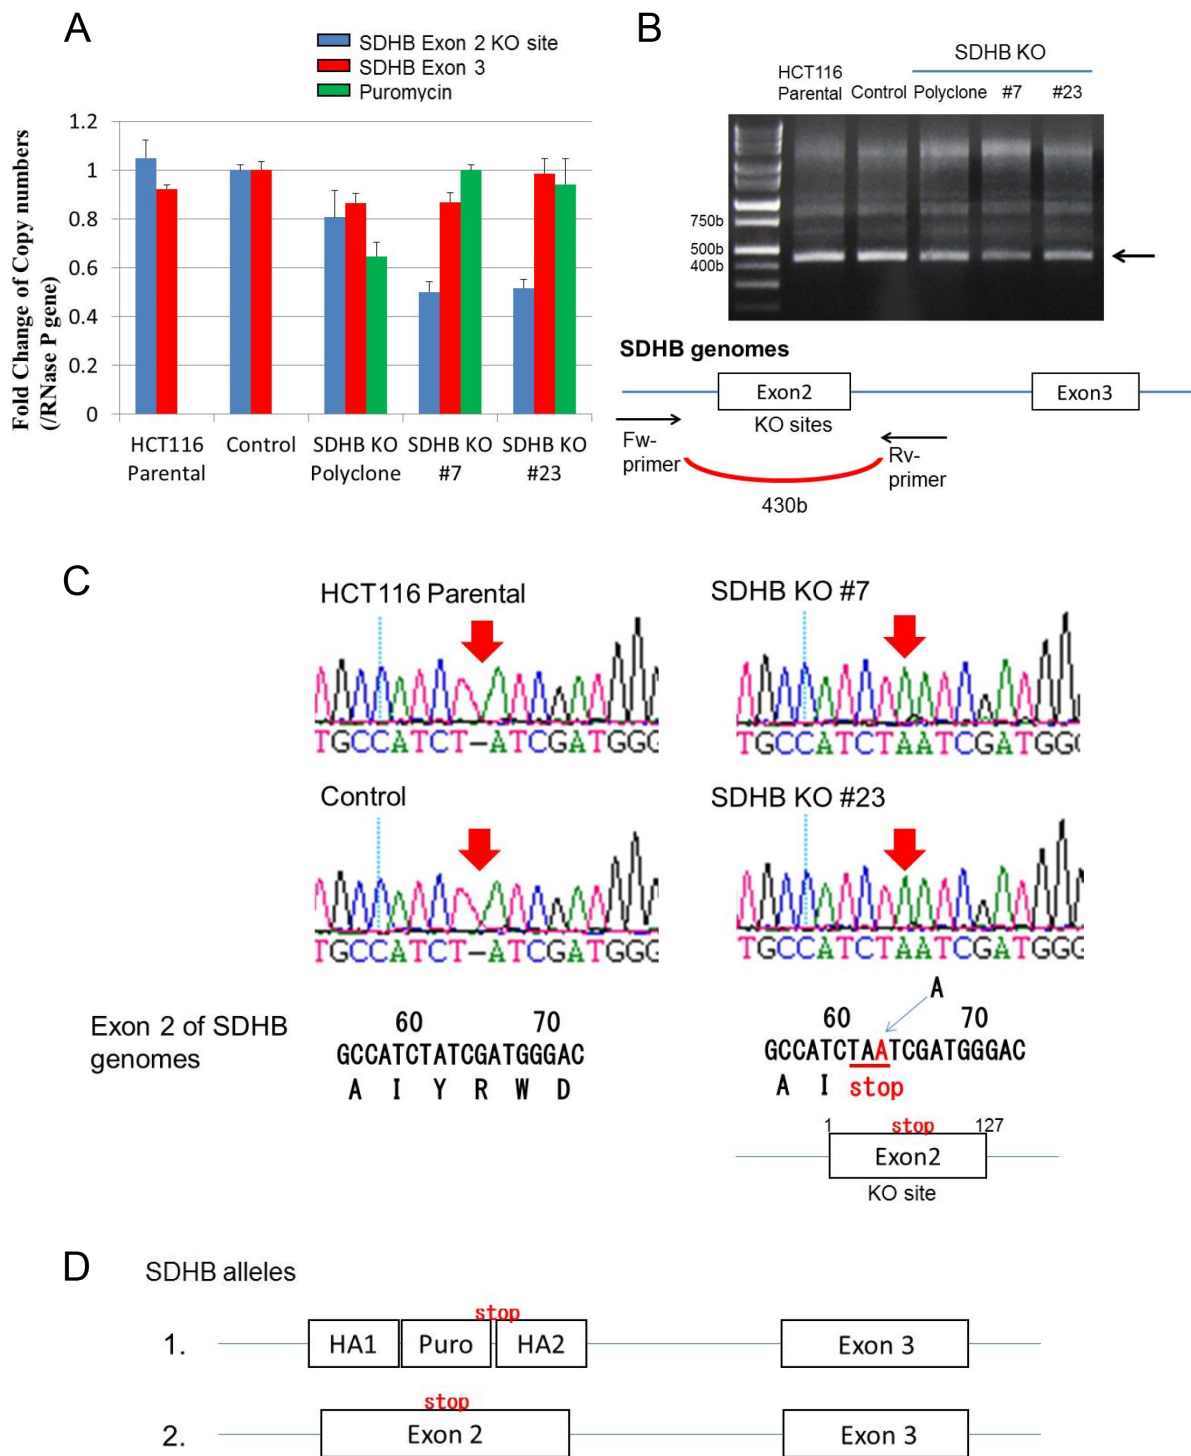 A
SDHB Exon 2 KO site
SDHB Exon 3
Puromycin
Fold Change of Copy numbers
(/RNase P gene)
1.2
1
0.8
0.6
0.4
0.2
0
HCT116
Parental
Control
SDHB KO
Polyclone
SDHB KO
#7
SDHB KO
#23
B
SDHB KO
HCT116
Parental Control Polyclone #7 #23
750b
500b
400b
SDHB genomes
Exon2
Exon3
KO sites
Fw-
primer
Rv-
primer
430b
C
HCT116 Parental
TGCCATCT-ATCGATGGG
SDHB KO #7
TGCCATCTAATCGATGGG
Control
TGCCATCT-ATCGATGGG
SDHB KO #23
TGCCATCTAATCGATGGG
Exon 2 of SDHB
genomes
60 70
GCCATCTATCGATGGGAC
A I Y R W D
A
60 70
GCCATCTAATCGATGGGAC
A I stop
1 stop 127
Exon2
KO site
D
SDHB alleles
stop
1. HA1 Puro HA2 Exon 3
stop
2. Exon 2 Exon 3